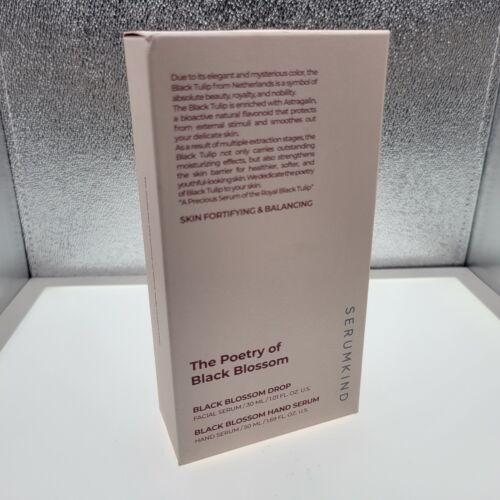 Due to its elegant and mysterious color, the
Black Tulip from Netherlands is a symbol of
absolute beauty, royalty, and nobility.
The Black Tulip is enriched with Astragalin,
a bioactive natural flavonoid that protects
from external stimuli and smoothes out
your delicate skin.
As a result of multiple extraction stages, the
Black Tulip not only carries outstanding
moisturizing effects, but also strengthens
the skin barrier for healthier, softer, and
youthful-looking skin. We dedicate the poetry
of Black Tulip to your skin.
"A Precious Serum of the Royal Black Tulip"
SKIN FORTIFYING & BALANCING
SERUMKIND
The Poetry of
Black Blossom
BLACK BLOSSOM DROP
FACIAL SERUM / 30 ML / 1.01 FL. OZ. U.S.
BLACK BLOSSOM HAND SERUM
HAND SERUM / 50 ML / 1.69 FL. OZ. U.S.